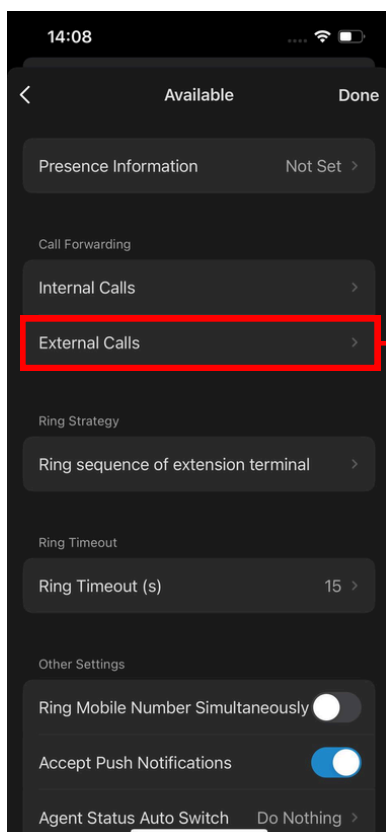 14:08
Available
Done
Presence Information
Not Set
Call Forwarding
Internal Calls
External Calls
Ring Strategy
Ring sequence of extension terminal
Ring Timeout
Ring Timeout (s)
15
Other Settings
Ring Mobile Number Simultaneously
Accept Push Notifications
Agent Status Auto Switch
Do Nothing